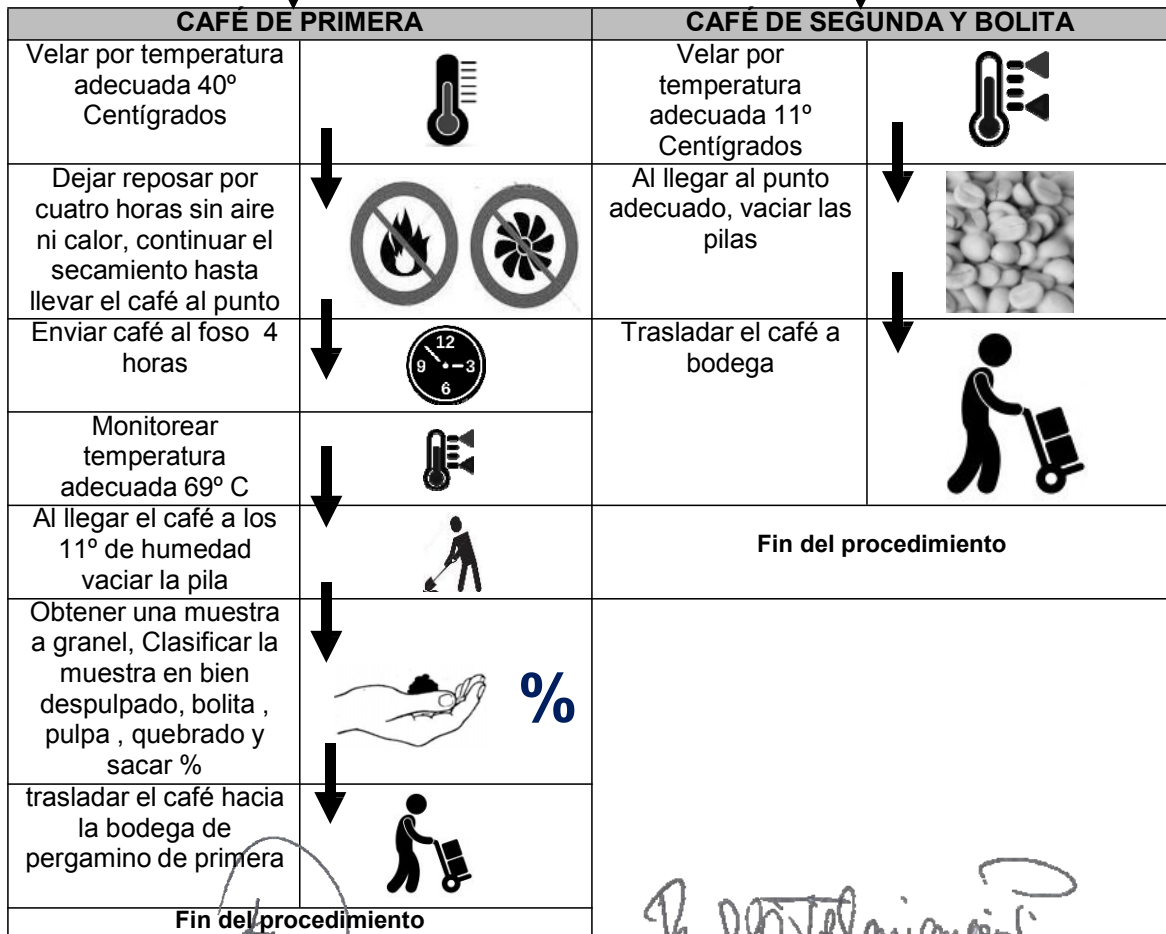 CAFÉ DE PRIMERA
Velar por temperatura
adecuada 40º
Centígrados
Dejar reposar por
cuatro horas sin aire
ni calor, continuar el
secamiento hasta
llevar el café al punto
Enviar café al foso 4
horas
12
9
3
6
Monitorear
temperatura
adecuada 69º C
Al llegar el café a los
11º de humedad
vaciar la pila
Obtener una muestra
a granel, Clasificar la
muestra en bien
despulpado, bolita ,
pulpa , quebrado y
sacar %
%
trasladar el café hacia
la bodega de
pergamino de primera
Fin del procedimiento
CAFÉ DE SEGUNDA Y BOLITA
Velar por
temperatura
adecuada 11º
Centígrados
Al llegar al punto
adecuado, vaciar las
pilas
Trasladar el café a
bodega
Fin del procedimiento